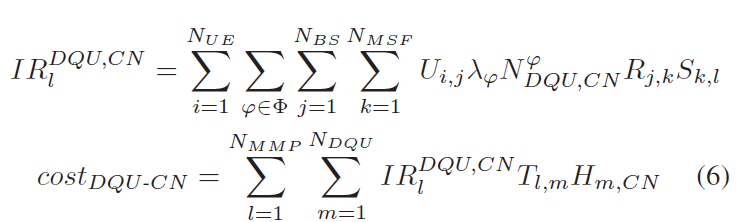 IR_l^{DQU,CN} = \sum_{i=1}^{N_{UE}} \sum_{\varphi \in \Phi} \sum_{j=1}^{N_{BS}} \sum_{k=1}^{N_{MSF}} U_{i,j} \lambda_{\varphi} N_{DQU,CN}^{\varphi} R_{j,k} S_{k,l}
cost_{DQU-CN} = \sum_{l=1}^{N_{MMP}} \sum_{m=1}^{N_{DQU}} IR_l^{DQU,CN} T_{l,m} H_{m,CN} (6)